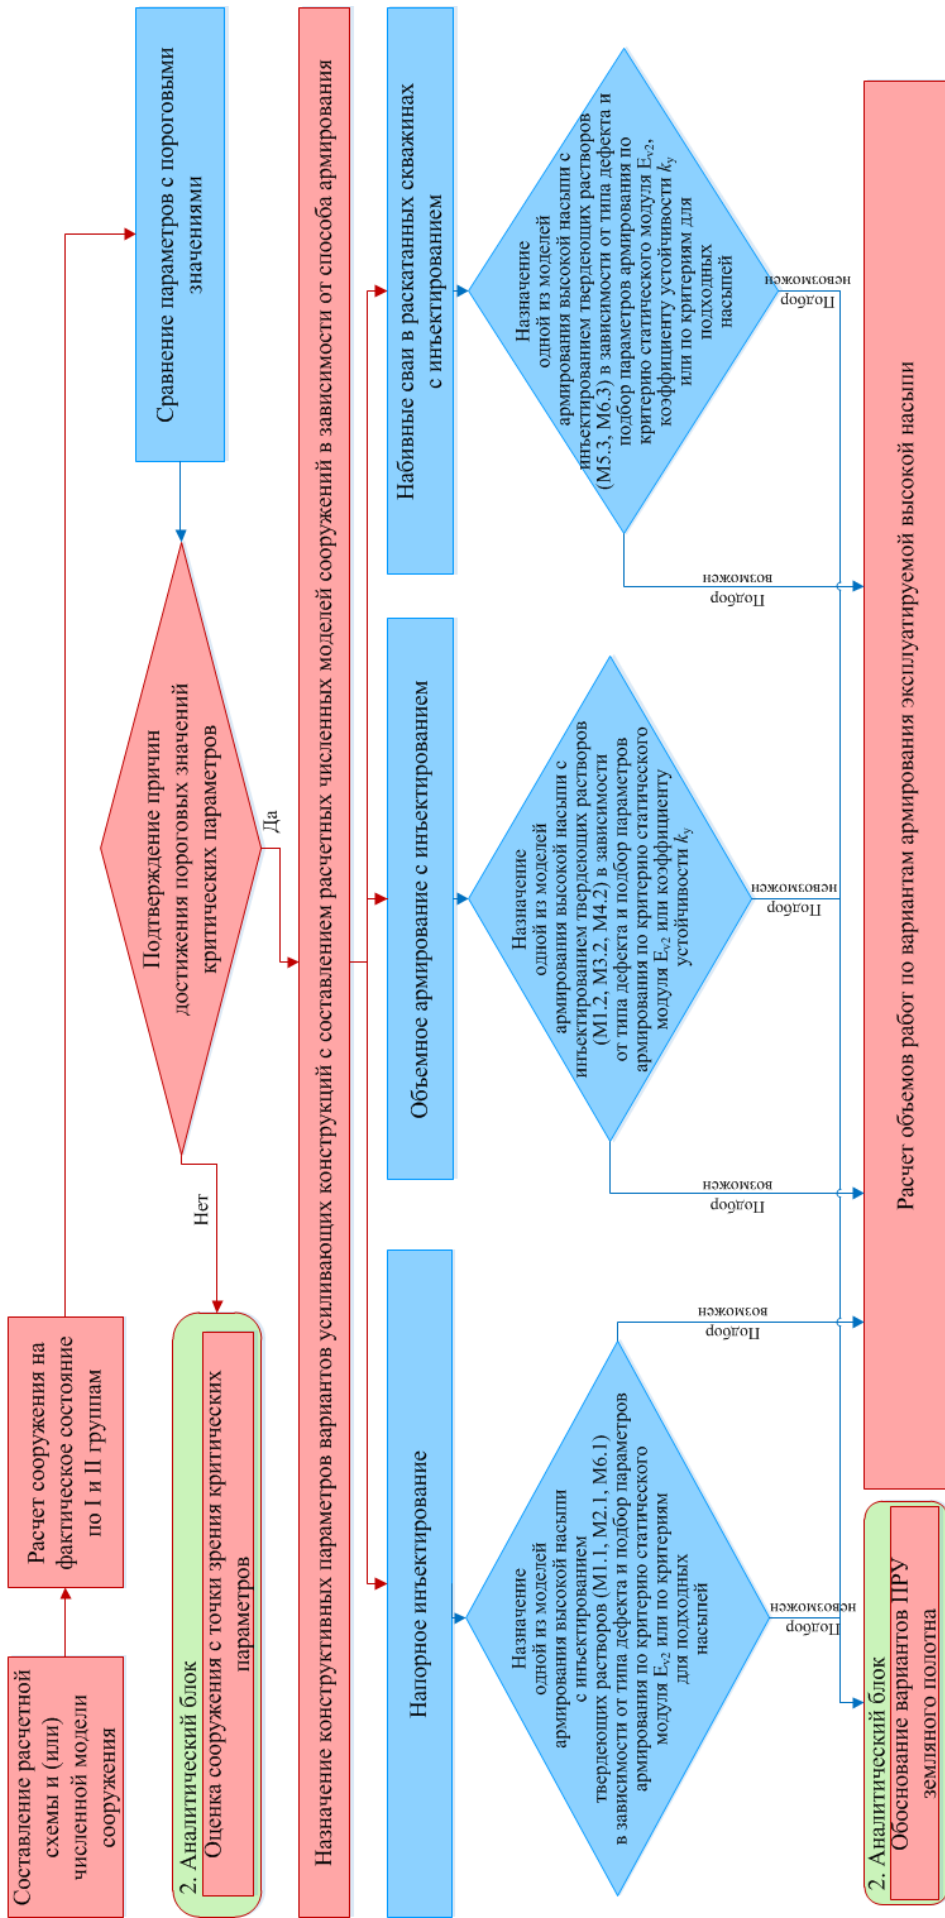 Составление расчетной
схемы и (или)
численной модели
сооружения
Расчет сооружения на
фактическое состояние
по I и II группам
Сравнение параметров с пороговыми
значениями
Подтверждение причин
достижения пороговых значений
критических параметров
Нет
Да
2. Аналитический блок
Оценка сооружения с точки зрения критических
параметров
Назначение конструктивных параметров вариантов усиливающих конструкций с составлением расчетных численных моделей сооружений в зависимости от способа армирования
Напорное инъектирование
Объемное армирование с инъектированием
Набивные сваи в раскатанных скважинах
с инъектированием
Назначение
одной из моделей
армирования высокой насыпи
с инъектированием
твердеющих растворов (М1.1, М2.1, М6.1)
в зависимости от типа дефекта и подбор параметров
армирования по критерию статического
модуля Ev2 или по критериям
для подходных
насыпей
Назначение
одной из моделей
армирования высокой насыпи с
инъектированием твердеющих растворов
(М1.2, М3.2, М4.2) в зависимости
от типа дефекта и подбор параметров
армирования по критерию статического
модуля Ev2 или коэффициенту
устойчивости kу
Назначение
одной из моделей
армирования высокой насыпи с
инъектированием твердеющих растворов
(М5.3, М6.3) в зависимости от типа дефекта и
подбор параметров армирования по
критерию статического модуля Ev2,
коэффициенту устойчивости kу
или по критериям для
подходных
насыпей
Подбор
невозможен
Подбор
возможен
Подбор
возможен
Подбор
невозможен
Подбор
возможен
Подбор
невозможен
2. Аналитический блок
Обоснование вариантов ПРУ
земляного полотна
Расчет объемов работ по вариантам армирования эксплуатируемой высокой насыпи